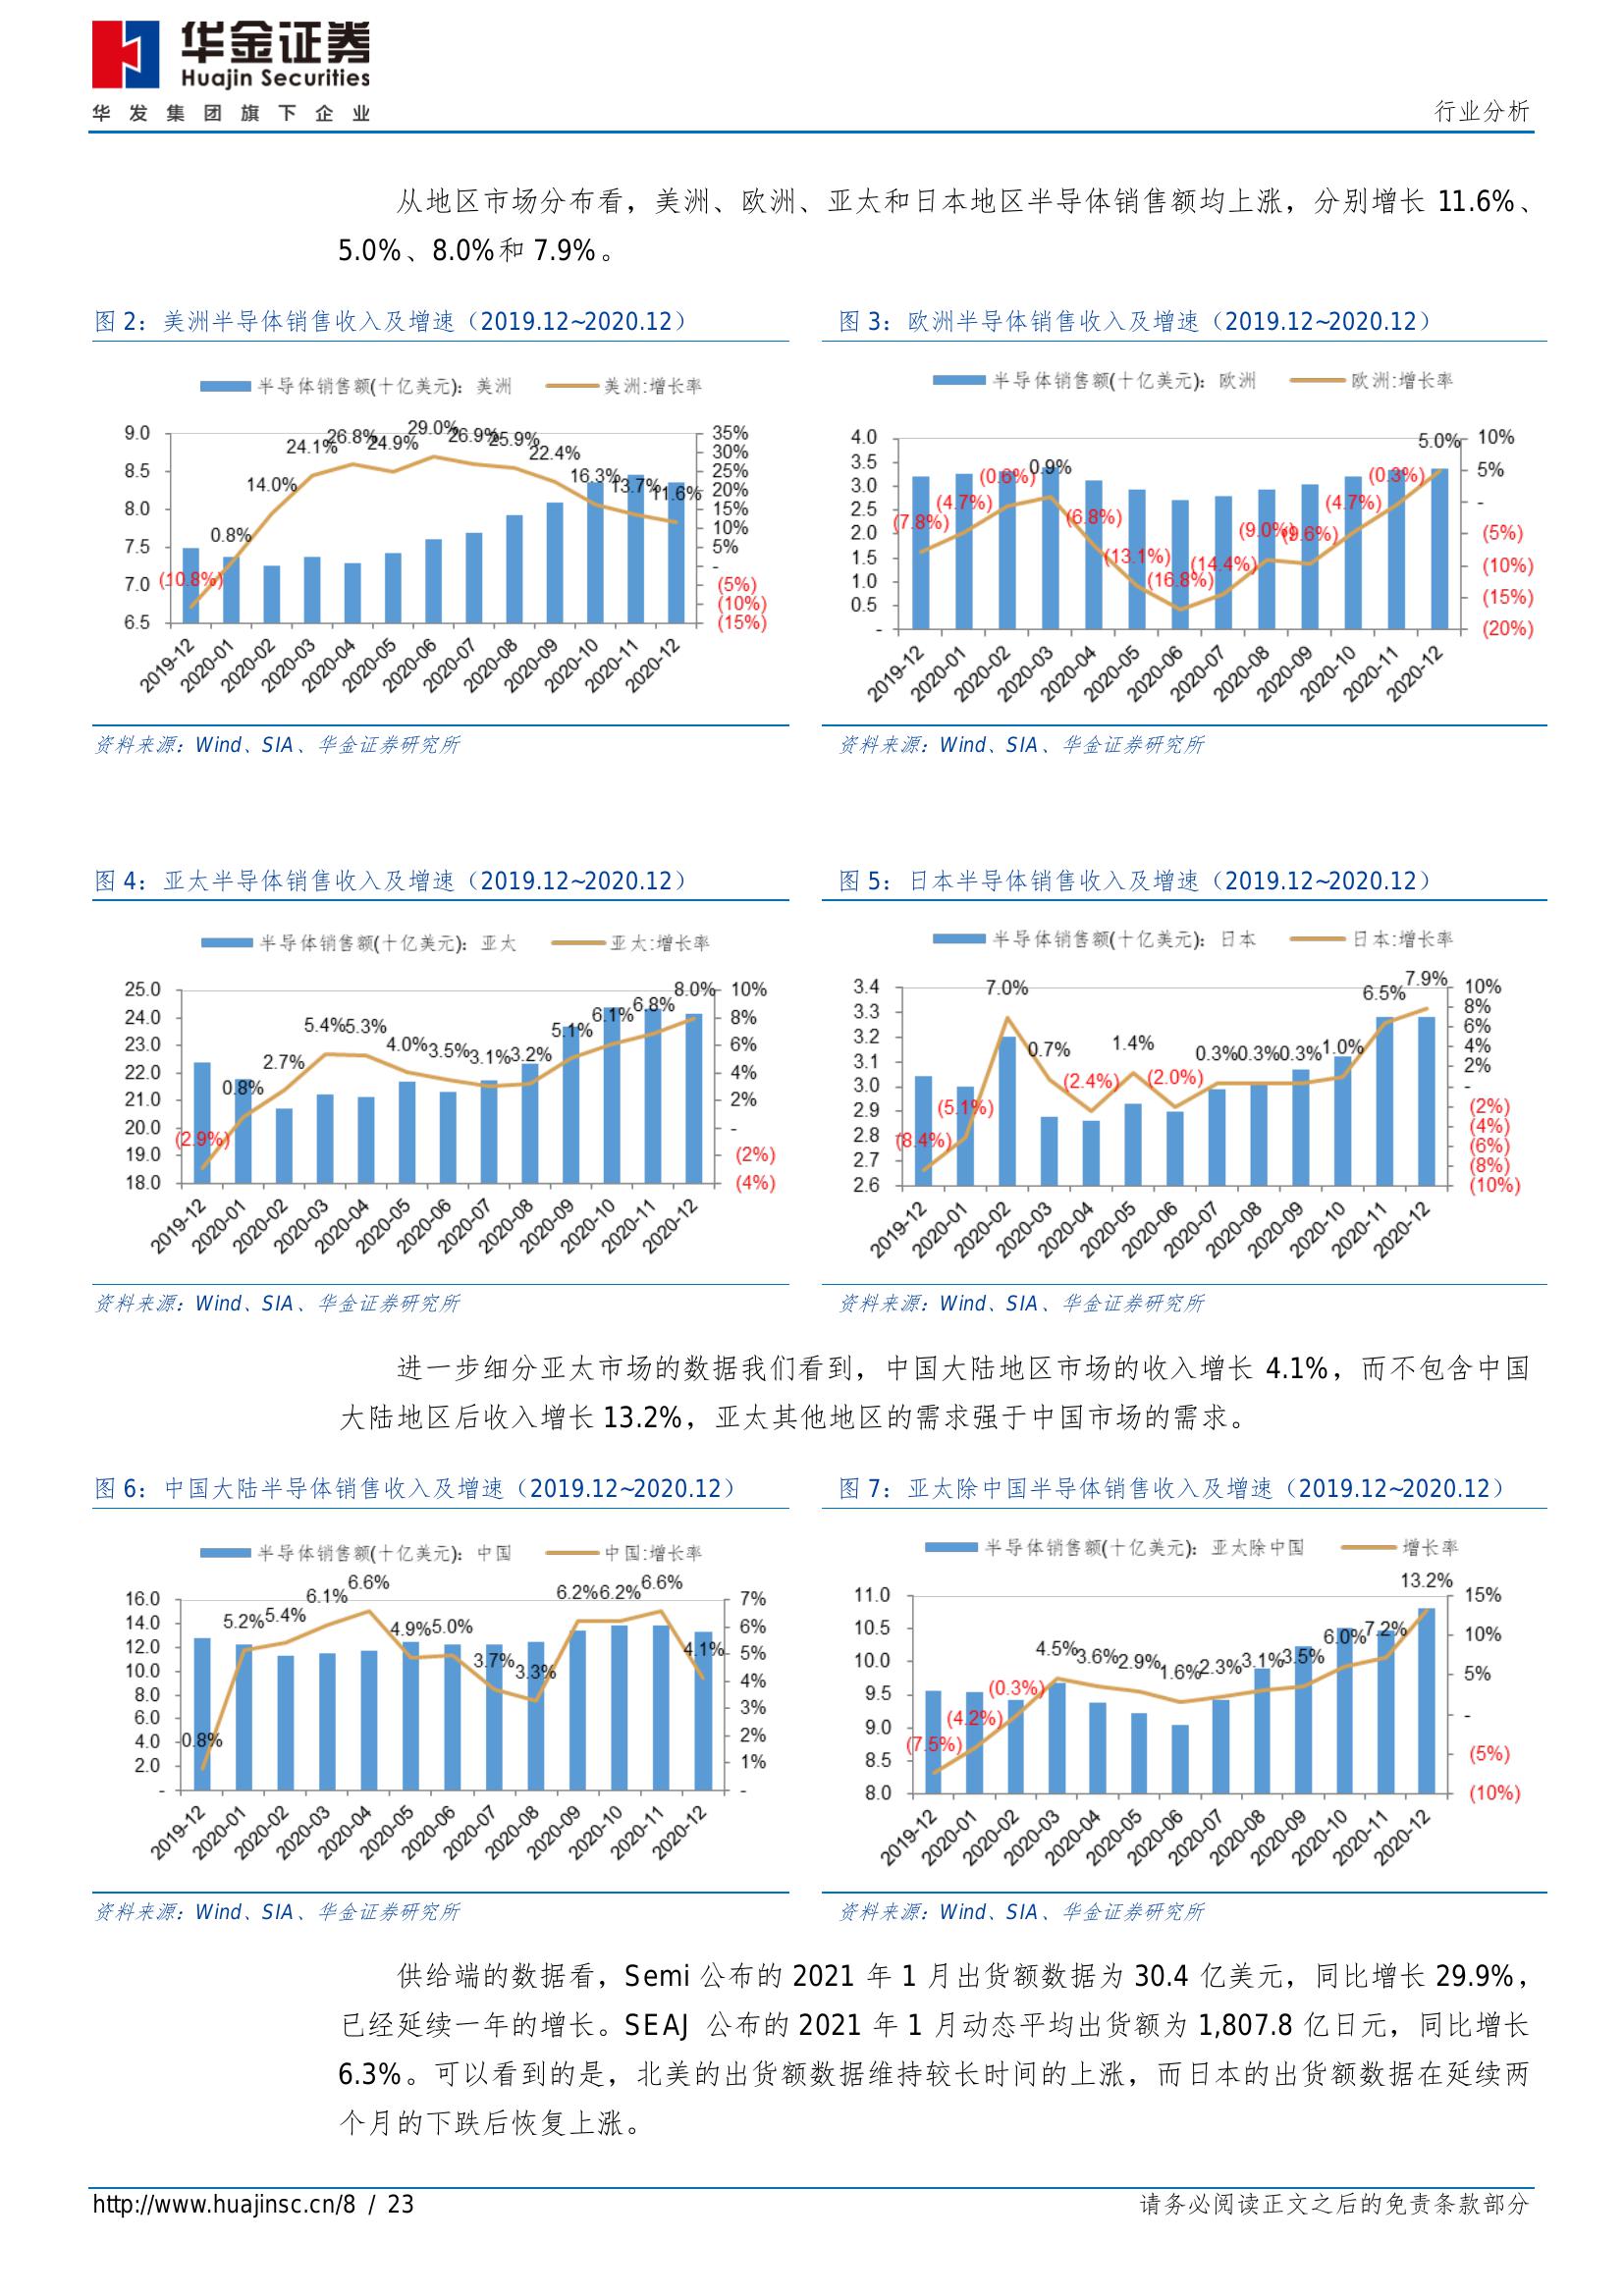 华金证券
Huajin Securities
华发集团旗下企业
行业分析
从地区市场分布看，美洲、欧洲、亚太和日本地区半导体销售额均上涨，分别增长 11.6%、
5.0%、8.0%和 7.9%。
图 2：美洲半导体销售收入及增速（2019.12~2020.12）
半导体销售额(十亿美元)：美洲 美洲:增长率
9.0
8.5
8.0
7.5
7.0
6.5
(10.8%) 0.8% 14.0% 24.1% 26.8% 24.9% 29.0% 26.9% 25.9% 22.4% 16.3% 13.7% 11.6%
35%
30%
25%
20%
15%
10%
5%
-
(5%)
(10%)
(15%)
2019-12 2020-01 2020-02 2020-03 2020-04 2020-05 2020-06 2020-07 2020-08 2020-09 2020-10 2020-11 2020-12
资料来源：Wind、SIA、华金证券研究所
图 3：欧洲半导体销售收入及增速（2019.12~2020.12）
半导体销售额(十亿美元)：欧洲 欧洲:增长率
4.0
3.5
3.0
2.5
2.0
1.5
1.0
0.5
-
(7.8%) (4.7%) (0.6%) 0.9% (6.8%) (13.1%) (16.8%) (14.4%) (9.0%) (9.6%) (4.7%) (0.3%) 5.0%
10%
5%
-
(5%)
(10%)
(15%)
(20%)
2019-12 2020-01 2020-02 2020-03 2020-04 2020-05 2020-06 2020-07 2020-08 2020-09 2020-10 2020-11 2020-12
资料来源：Wind、SIA、华金证券研究所
图 4：亚太半导体销售收入及增速（2019.12~2020.12）
半导体销售额(十亿美元)：亚太 亚太:增长率
25.0
24.0
23.0
22.0
21.0
20.0
19.0
18.0
(2.9%) 0.8% 2.7% 5.4% 5.3% 4.0% 3.5% 3.1% 3.2% 5.1% 6.1% 6.8% 8.0%
10%
8%
6%
4%
2%
-
(2%)
(4%)
2019-12 2020-01 2020-02 2020-03 2020-04 2020-05 2020-06 2020-07 2020-08 2020-09 2020-10 2020-11 2020-12
资料来源：Wind、SIA、华金证券研究所
图 5：日本半导体销售收入及增速（2019.12~2020.12）
半导体销售额(十亿美元)：日本 日本:增长率
3.4
3.3
3.2
3.1
3.0
2.9
2.8
2.7
2.6
(8.4%) (5.1%) 7.0% 0.7% (2.4%) 1.4% (2.0%) 0.3% 0.3% 0.3% 1.0% 6.5% 7.9%
10%
8%
6%
4%
2%
-
(2%)
(4%)
(6%)
(8%)
(10%)
2019-12 2020-01 2020-02 2020-03 2020-04 2020-05 2020-06 2020-07 2020-08 2020-09 2020-10 2020-11 2020-12
资料来源：Wind、SIA、华金证券研究所
进一步细分亚太市场的数据我们看到，中国大陆地区市场的收入增长 4.1%，而不包含中国
大陆地区后收入增长 13.2%，亚太其他地区的需求强于中国市场的需求。
图 6：中国大陆半导体销售收入及增速（2019.12~2020.12）
半导体销售额(十亿美元)：中国 中国:增长率
16.0
14.0
12.0
10.0
8.0
6.0
4.0
2.0
-
0.8% 5.2% 5.4% 6.1% 6.6% 4.9% 5.0% 3.7% 3.3% 6.2% 6.2% 6.6% 4.1%
7%
6%
5%
4%
3%
2%
1%
-
2019-12 2020-01 2020-02 2020-03 2020-04 2020-05 2020-06 2020-07 2020-08 2020-09 2020-10 2020-11 2020-12
资料来源：Wind、SIA、华金证券研究所
图 7：亚太除中国半导体销售收入及增速（2019.12~2020.12）
半导体销售额(十亿美元)：亚太除中国 增长率
11.0
10.5
10.0
9.5
9.0
8.5
8.0
(7.5%) (4.2%) (0.3%) 4.5% 3.6% 2.9% 1.6% 2.3% 3.1% 3.5% 6.0% 7.2% 13.2%
15%
10%
5%
-
(5%)
(10%)
2019-12 2020-01 2020-02 2020-03 2020-04 2020-05 2020-06 2020-07 2020-08 2020-09 2020-10 2020-11 2020-12
资料来源：Wind、SIA、华金证券研究所
供给端的数据看，Semi 公布的 2021 年 1 月出货额数据为 30.4 亿美元，同比增长 29.9%，
已经延续一年的增长。SEAJ 公布的 2021 年 1 月动态平均出货额为 1,807.8 亿日元，同比增长
6.3%。可以看到的是，北美的出货额数据维持较长时间的上涨，而日本的出货额数据在延续两
个月的下跌后恢复上涨。
http://www.huajinsc.cn/8 / 23
请务必阅读正文之后的免责条款部分